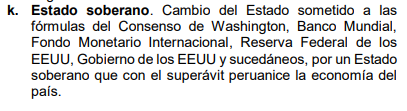 k. Estado soberano. Cambio del Estado sometido a las
fórmulas del Consenso de Washington, Banco Mundial,
Fondo Monetario Internacional, Reserva Federal de los
EEUU, Gobierno de los EEUU y sucedáneos, por un Estado
soberano que con el superávit peruanice la economía del
país.